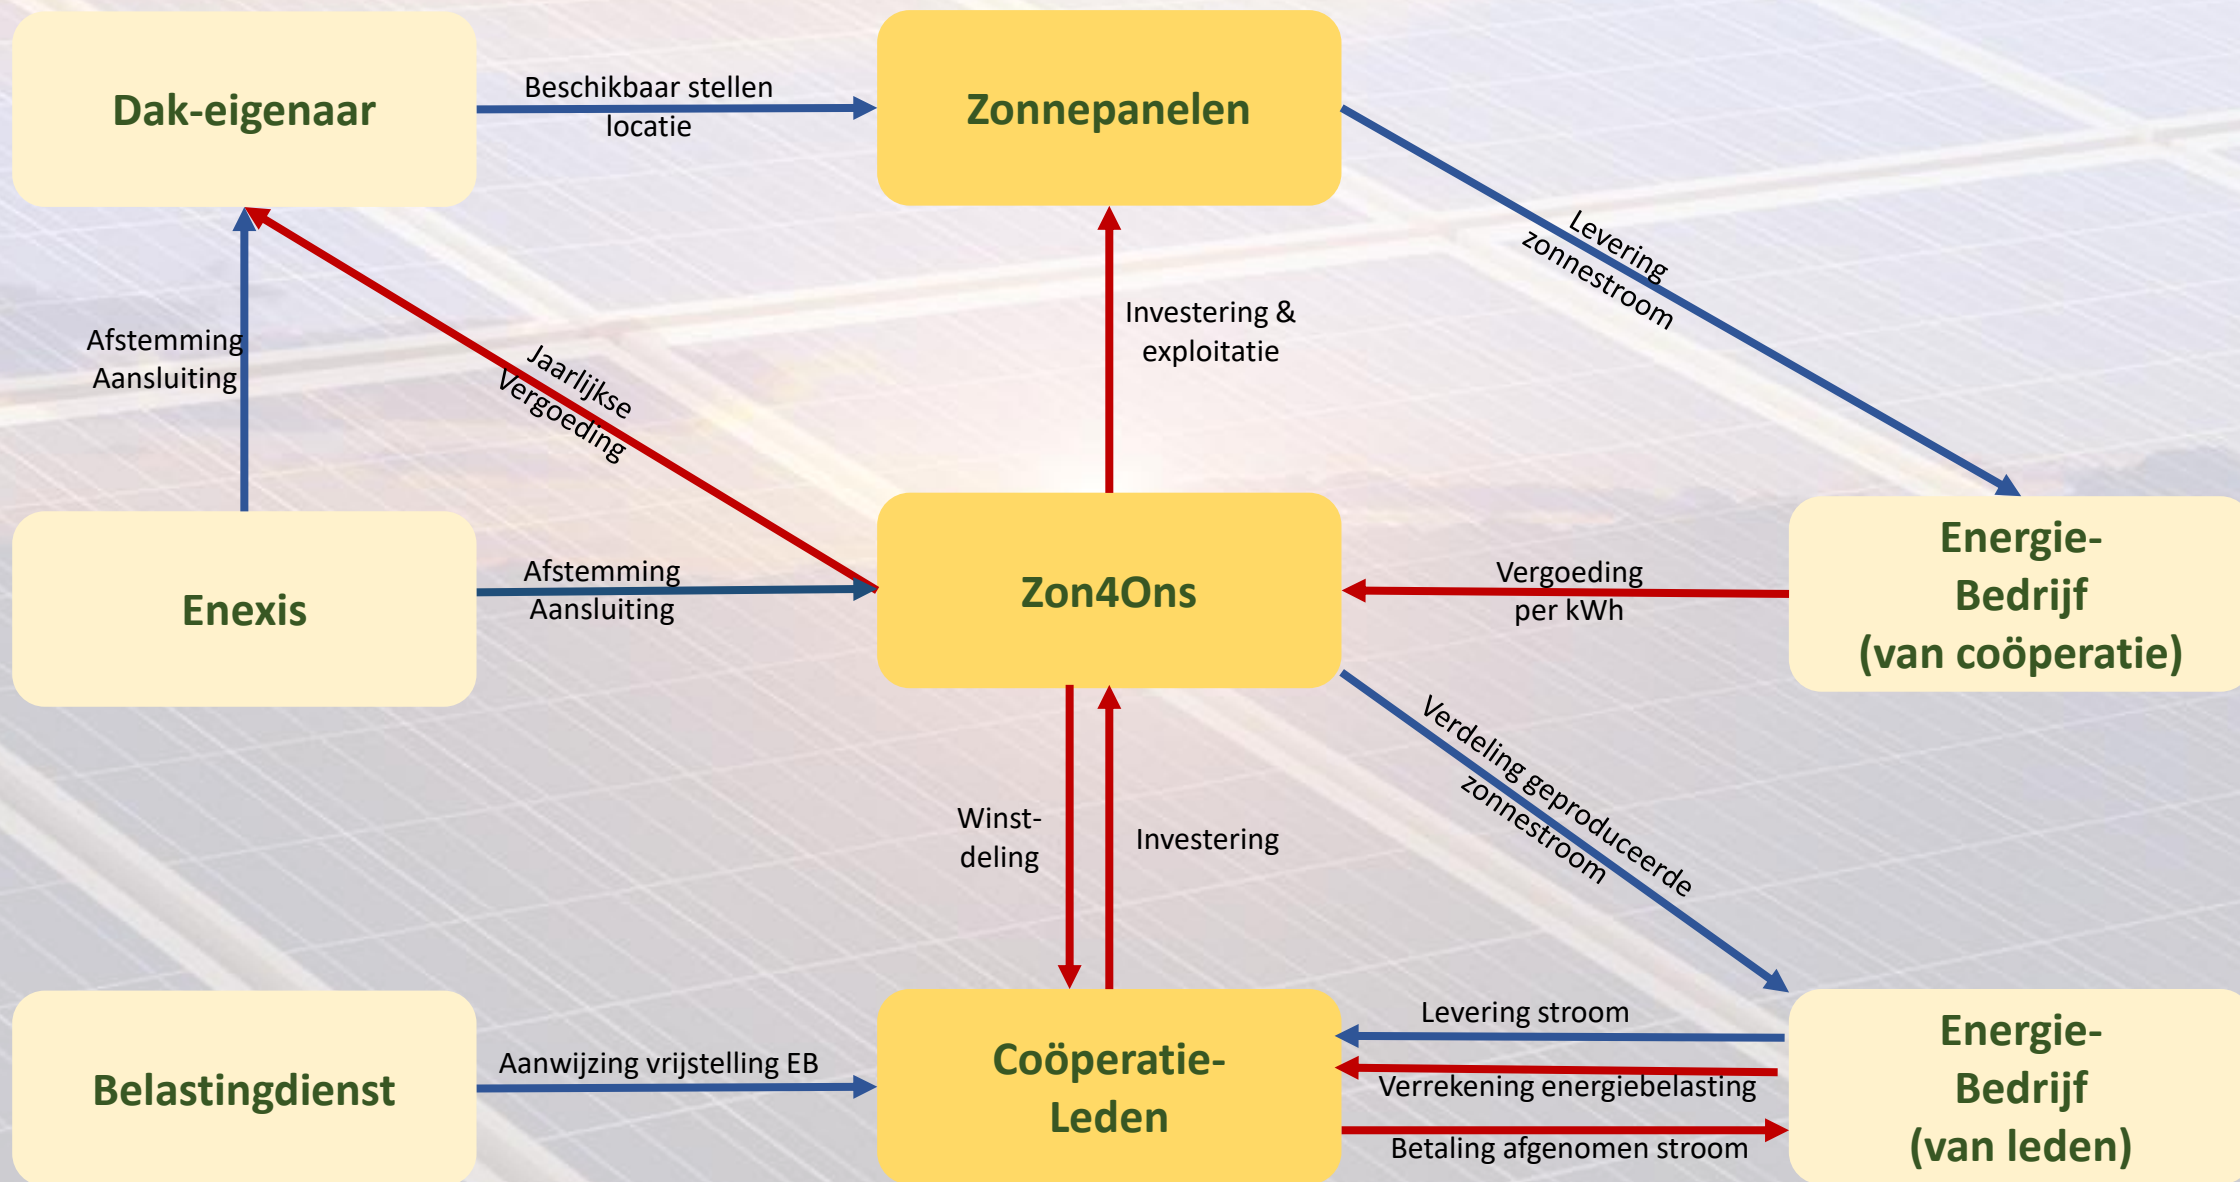 Dak-eigenaar
Beschikbaar stellen
locatie
Zonnepanelen
Levering
zonnestroom
Afstemming
Aansluiting
Jaarlijkse
Vergoeding
Investering &
exploitatie
Enexis
Afstemming
Aansluiting
Zon4Ons
Vergoeding
per kWh
Energie-
Bedrijf
(van coöperatie)
Winst-
deling
Investering
Verdeling geproduceerde
zonnestroom
Belastingdienst
Aanwijzing vrijstelling EB
Coöperatie-
Leden
Levering stroom
Verrekening energiebelasting
Betaling afgenomen stroom
Energie-
Bedrijf
(van leden)